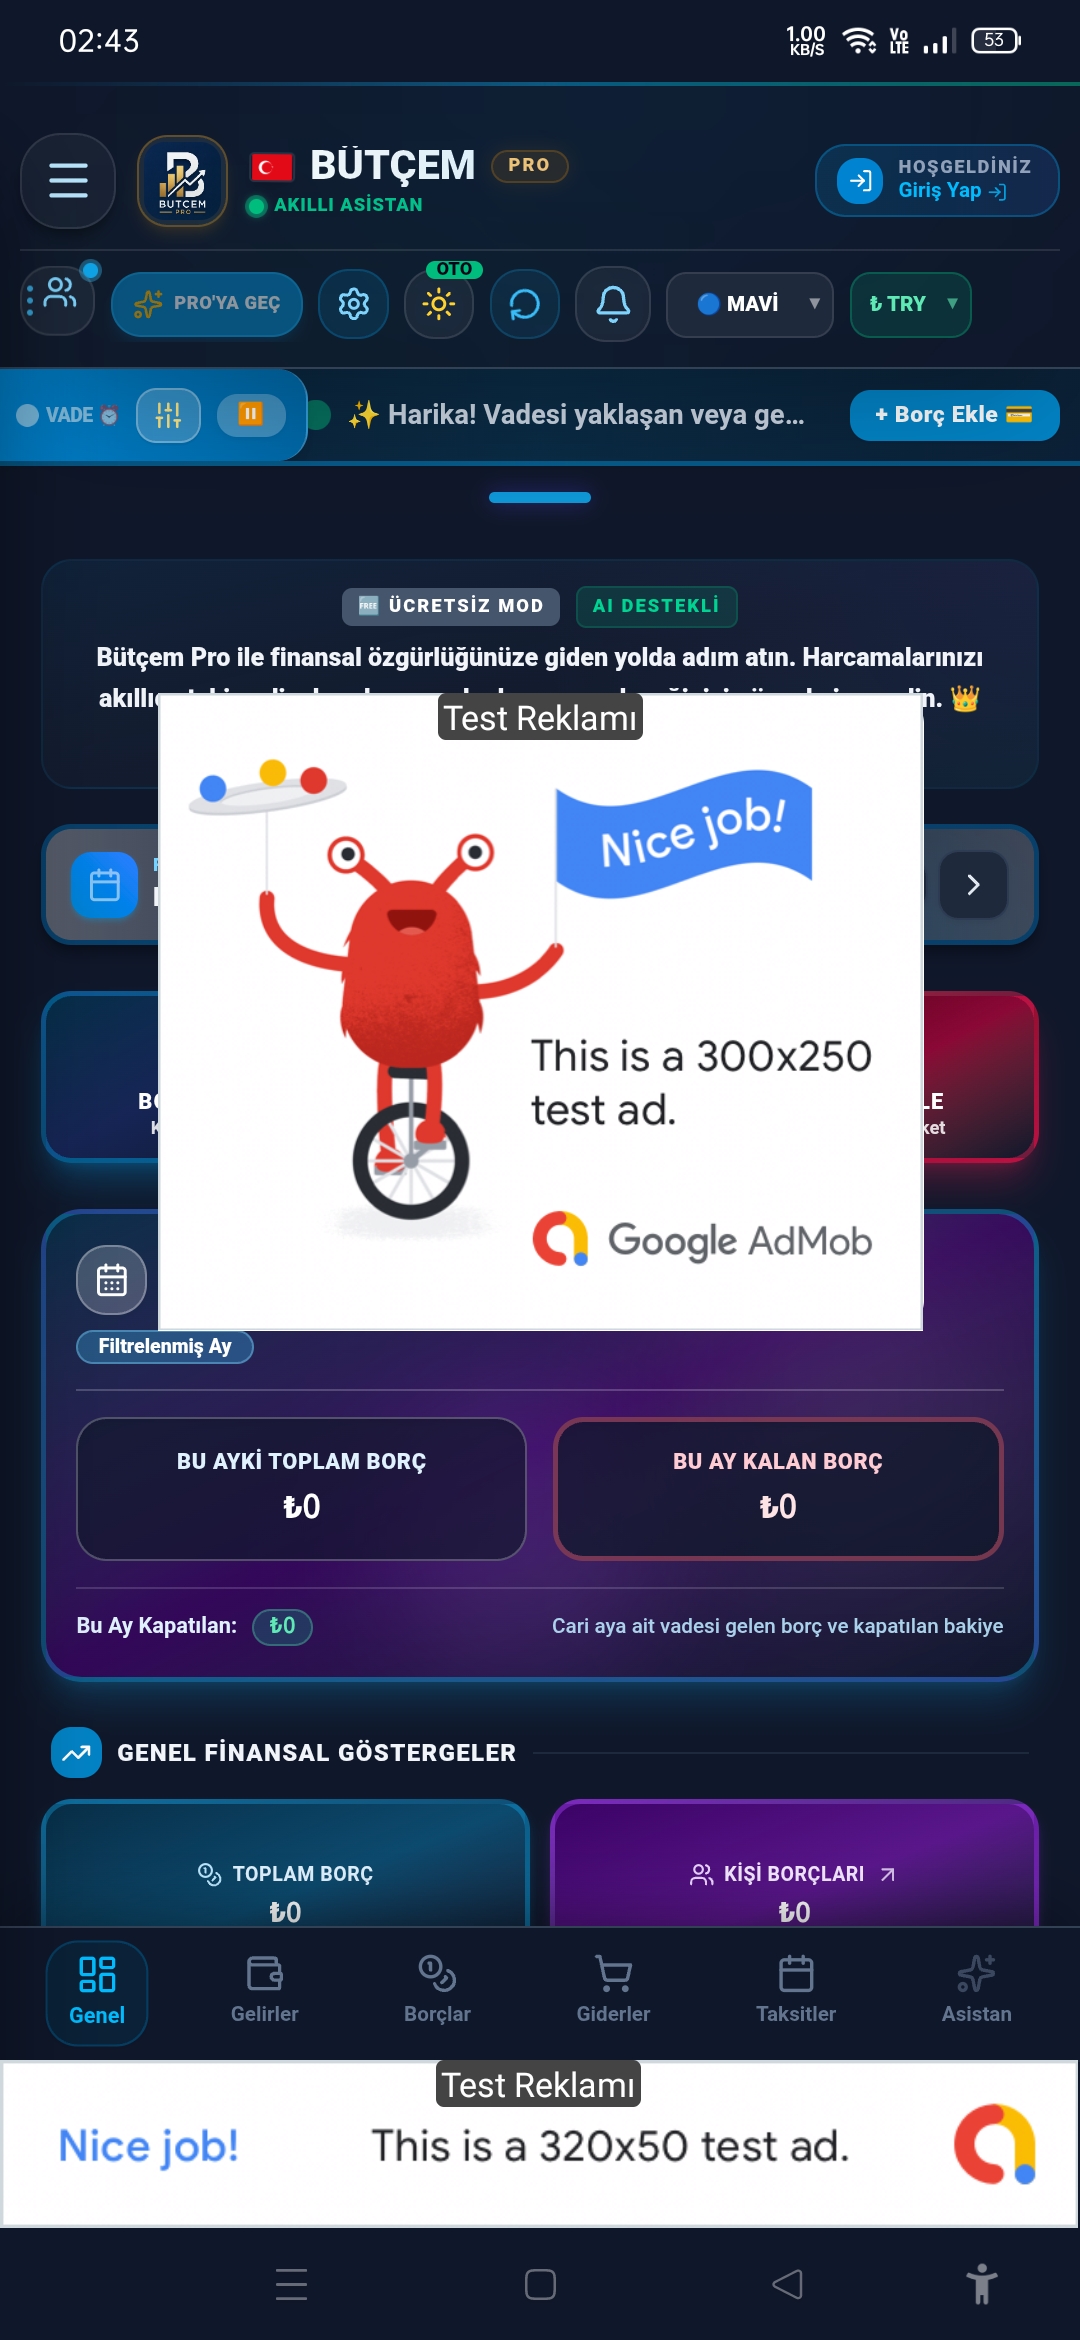 02:43
1.00
KB/S
Vo
LTE
53
BÜTÇEM
PRO
HOŞGELDİNİZ
AKILLI ASİSTAN
Giriş Yap
BUTCEM
PRO
OTO
PRO'YA GEÇ
MAVİ
₺ TRY
VADE
Harika! Vadesi yaklaşan veya ge...
+ Borç Ekle
FREE ÜCRETSİZ MOD
AI DESTEKLİ
Bütçem Pro ile finansal özgürlüğünüze giden yolda adım atın. Harcamalarınızı
Test Reklamı
Nice job!
This is a 300x250
test ad.
Google AdMob
Filtrelenmiş Ay
BU AYKİ TOPLAM BORÇ
BU AY KALAN BORÇ
₺0
₺0
Bu Ay Kapatılan:
₺0
Cari aya ait vadesi gelen borç ve kapatılan bakiye
GENEL FİNANSAL GÖSTERGELER
TOPLAM BORÇ
KİŞİ BORÇLARI
₺0
₺0
Genel
Gelirler
Borçlar
Giderler
Taksitler
Asistan
Test Reklamı
Nice job!
This is a 320x50 test ad.